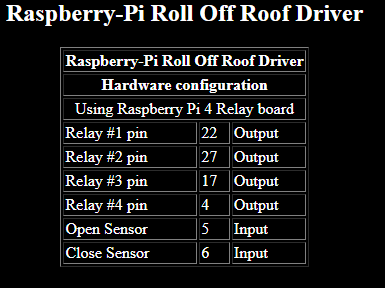 Raspberry-Pi Roll Off Roof Driver
Raspberry-Pi Roll Off Roof Driver
Hardware configuration
Using Raspberry Pi 4 Relay board
Relay #1 pin 22 Output
Relay #2 pin 27 Output
Relay #3 pin 17 Output
Relay #4 pin 4 Output
Open Sensor 5 Input
Close Sensor 6 Input